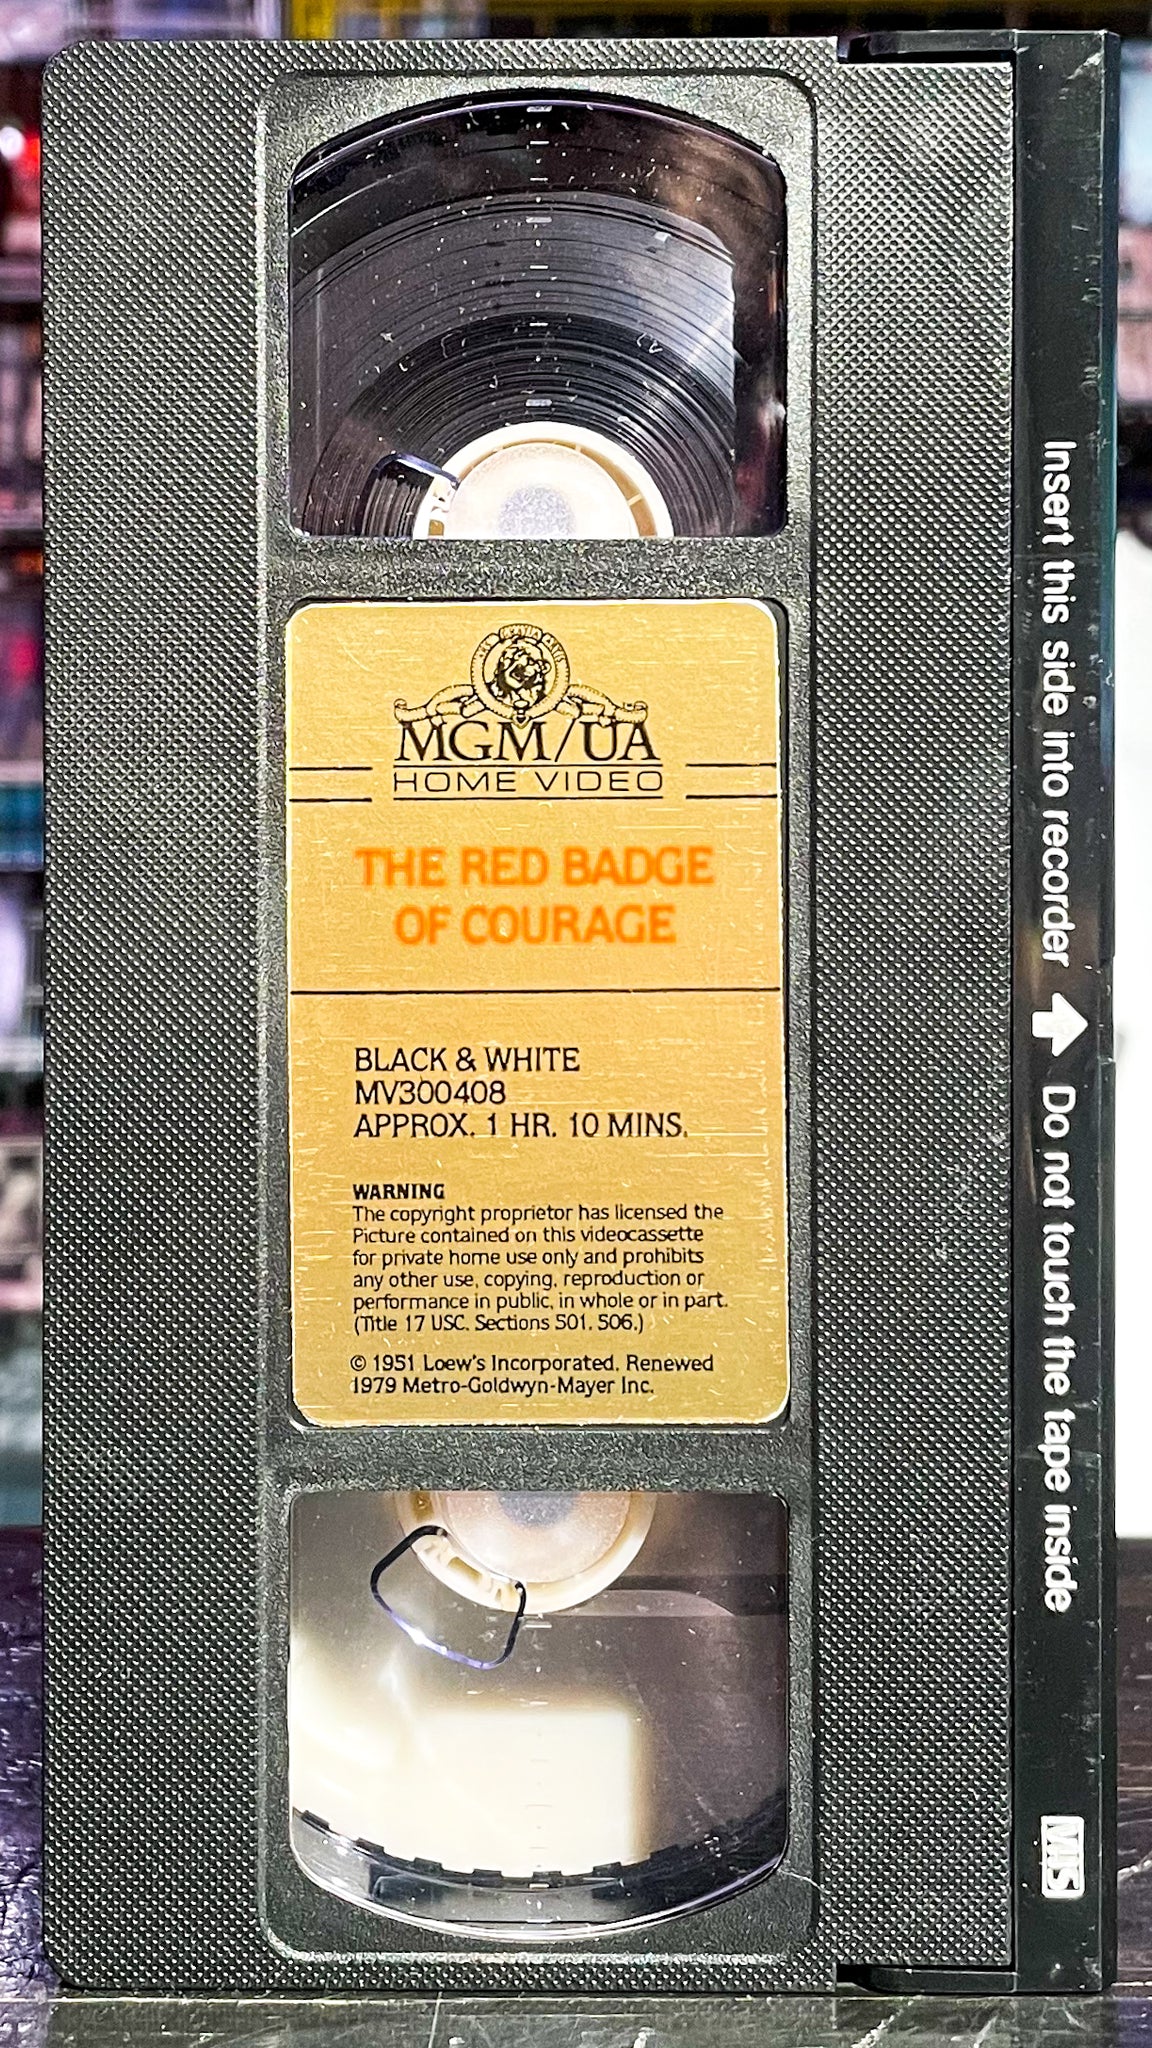 MGM/UA
HOME VIDEO
THE RED BADGE
OF COURAGE
BLACK & WHITE
MV300408
APPROX. 1 HR. 10 MINS.
WARNING
The copyright proprietor has licensed the
Picture contained on this videocassette
for private home use only and prohibits
any other use, copying, reproduction or
performance in public, in whole or in part.
(Title 17 USC. Sections 501. 506.)
© 1951 Loew's Incorporated. Renewed
1979 Metro-Goldwyn-Mayer Inc.
Insert this side into recorder Do not touch the tape inside
VHS